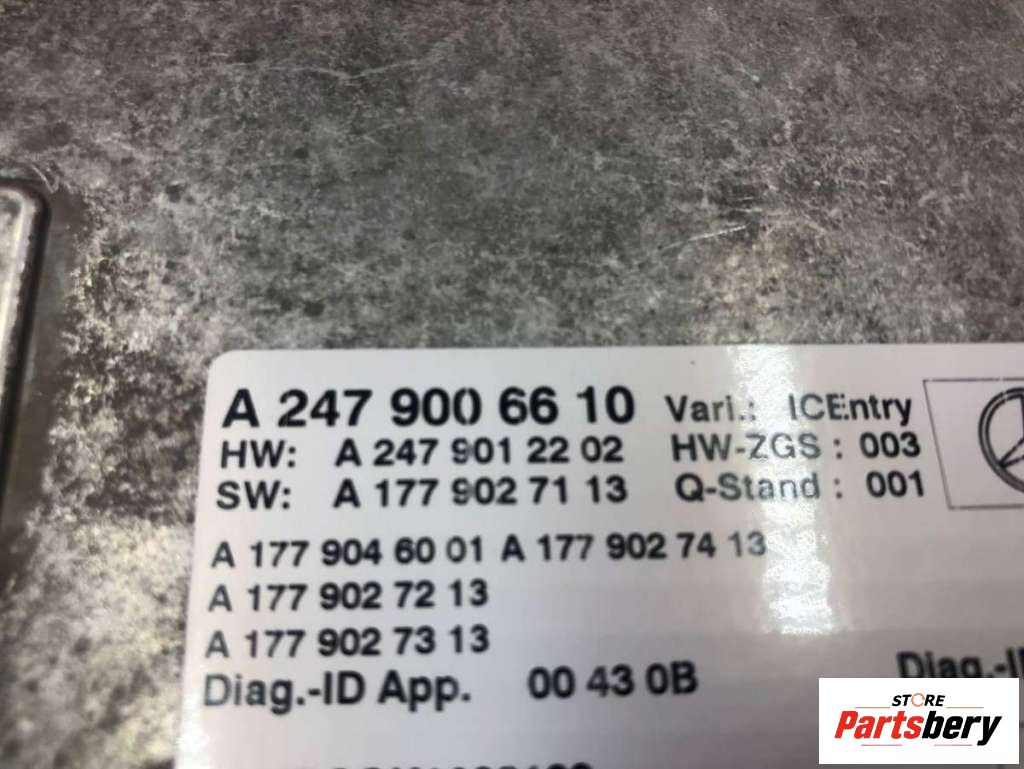 A 247 900 66 10 Vari.: ICEntry
HW: A 247 901 22 02 HW-ZGS : 003
SW: A 177 902 71 13 Q-Stand : 001
A 177 904 60 01 A 177 902 74 13
A 177 902 72 13
A 177 902 73 13
Diag.-ID App. 00 43 0B Diag.-ID
STORE
Partsbery